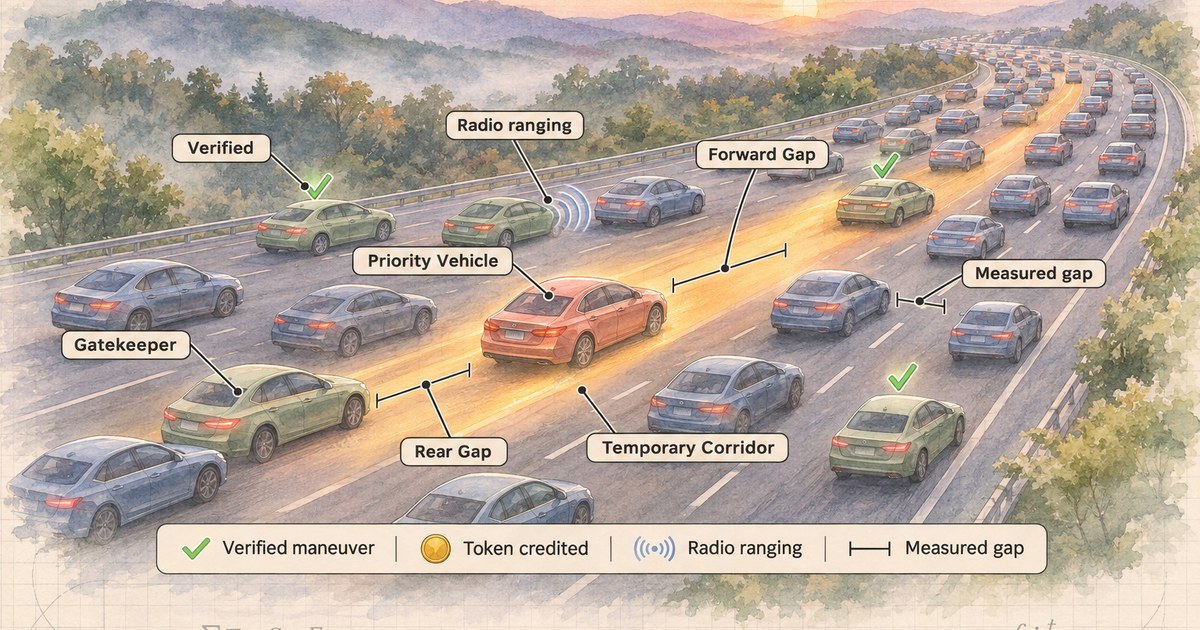 Radio ranging
Verified
Forward Gap
Priority Vehicle
Measured gap
Gatekeeper
Rear Gap
Temporary Corridor
Verified maneuver
Token credited
Radio ranging
Measured gap